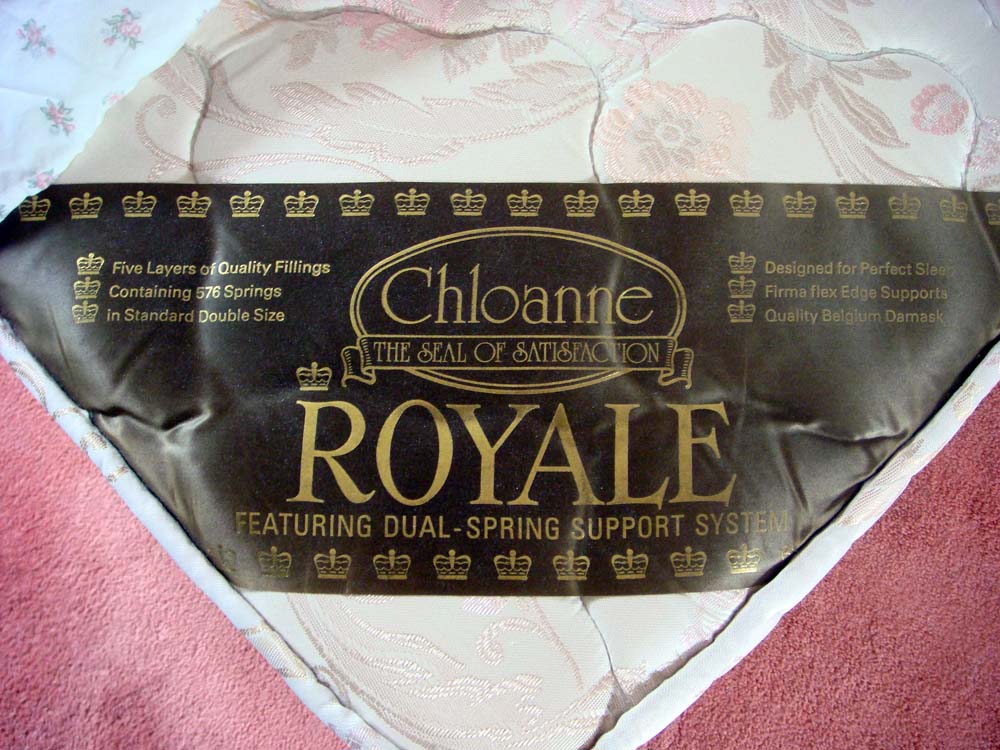 Five Layers of Quality Fillings
Containing 576 Springs
in Standard Double Size
Chloanne
THE SEAL OF SATISFACTION
Designed for Perfect Sleep
Firma flex Edge Supports
Quality Belgium Damask
ROYALE
FEATURING DUAL-SPRING SUPPORT SYSTEM